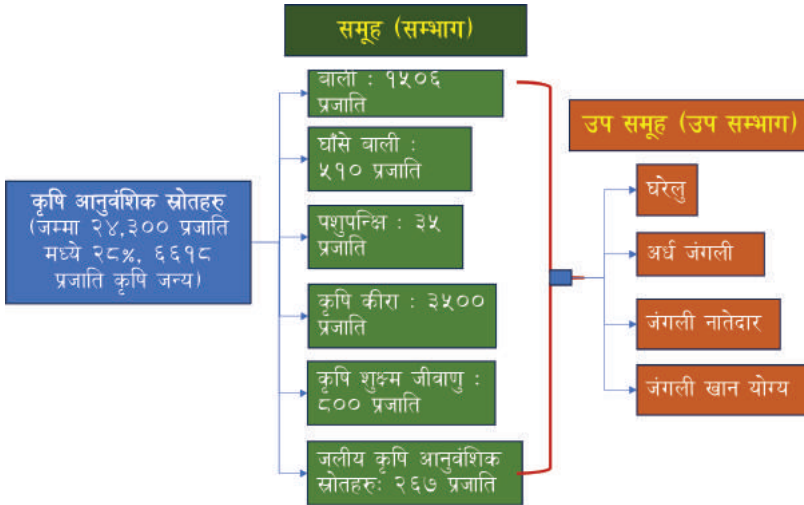 समूह (सम्भाग)
बाली : १५०६
प्रजाति
घाँसे बाली :
५१० प्रजाति
पशुपन्क्षि : ३५
प्रजाति
कृषि कीरा : ३५००
प्रजाति
कृषि शुक्ष्म जीवाणु :
८०० प्रजाति
जलीय कृषि आनुवंशिक
स्रोतहरुः २६७ प्रजाति
कृषि आनुवंशिक स्रोतहरु
(जम्मा २४,३०० प्रजाति
मध्ये २८%, ६६१८
प्रजाति कृषि जन्य)
उप समूह (उप सम्भाग)
घरेलु
अर्ध जंगली
जंगली नातेदार
जंगली खान योग्य